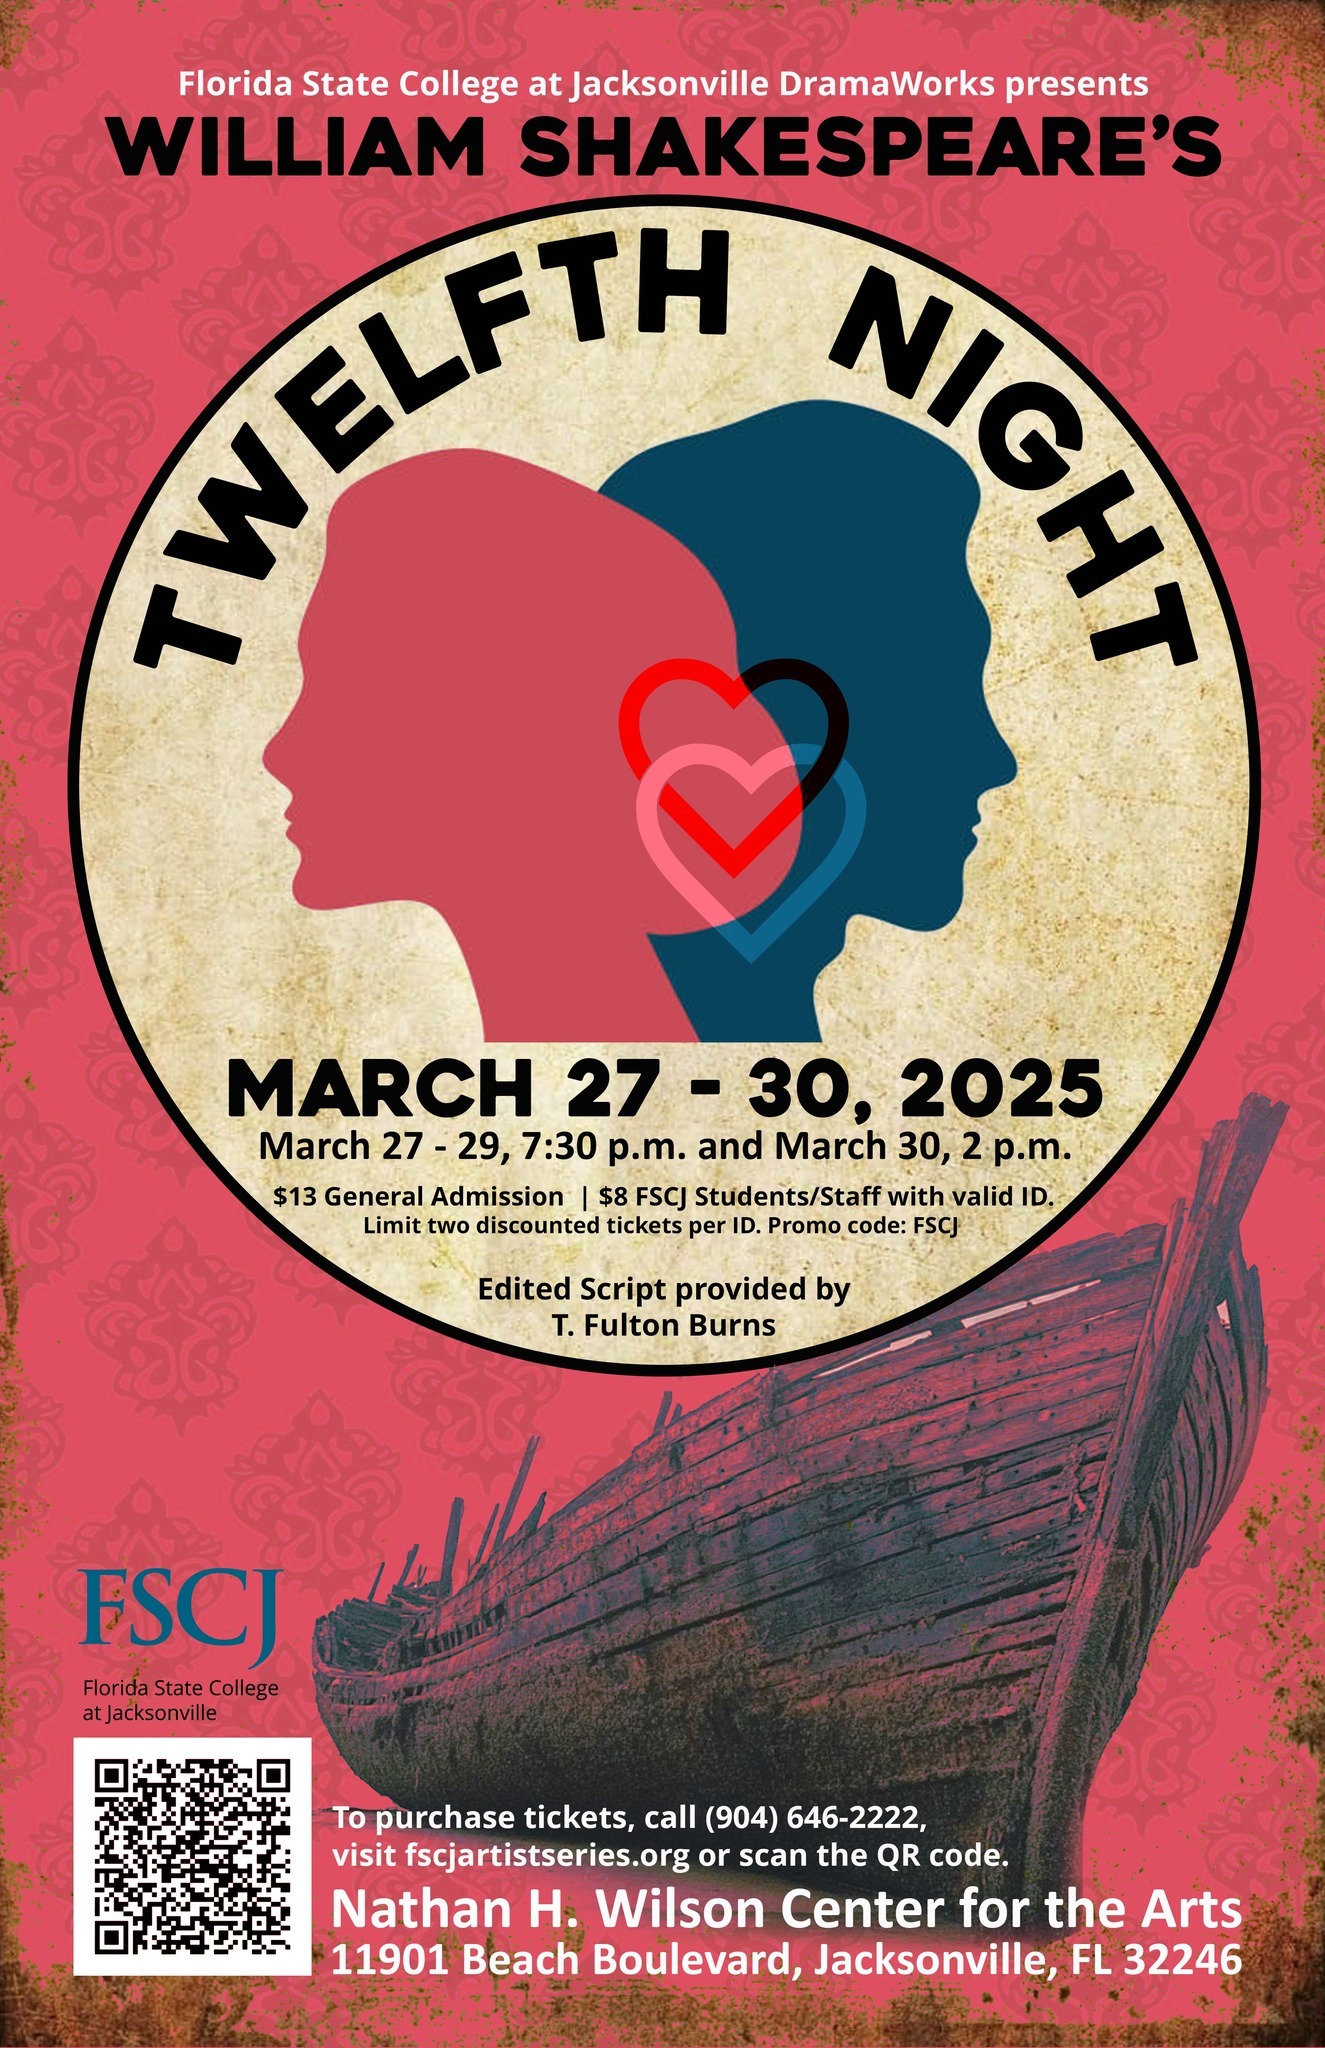 Florida State College at Jacksonville DramaWorks presents
WILLIAM SHAKESPEARE'S
TWELFTH NIGHT
MARCH 27 - 30, 2025
March 27 - 29, 7:30 p.m. and March 30, 2 p.m.
$13 General Admission | $8 FSCJ Students/Staff with valid ID.
Limit two discounted tickets per ID. Promo code: FSCJ
Edited Script provided by
T. Fulton Burns
FSCJ
Florida State College
at Jacksonville
To purchase tickets, call (904) 646-2222,
visit fscjartistseries.org or scan the QR code.
Nathan H. Wilson Center for the Arts
11901 Beach Boulevard, Jacksonville, FL 32246